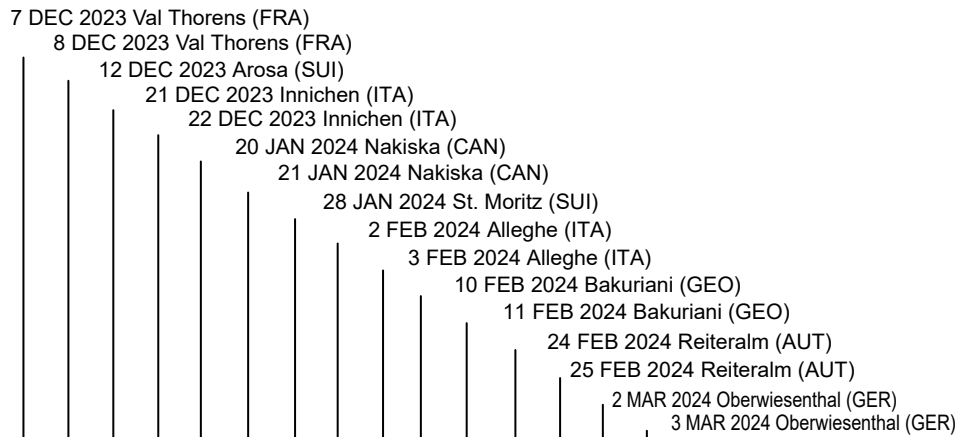 7 DEC 2023 Val Thorens (FRA)
8 DEC 2023 Val Thorens (FRA)
12 DEC 2023 Arosa (SUI)
21 DEC 2023 Innichen (ITA)
22 DEC 2023 Innichen (ITA)
20 JAN 2024 Nakiska (CAN)
21 JAN 2024 Nakiska (CAN)
28 JAN 2024 St. Moritz (SUI)
2 FEB 2024 Alleghe (ITA)
3 FEB 2024 Alleghe (ITA)
10 FEB 2024 Bakuriani (GEO)
11 FEB 2024 Bakuriani (GEO)
24 FEB 2024 Reiteralm (AUT)
25 FEB 2024 Reiteralm (AUT)
2 MAR 2024 Oberwiesenthal (GER)
3 MAR 2024 Oberwiesenthal (GER)